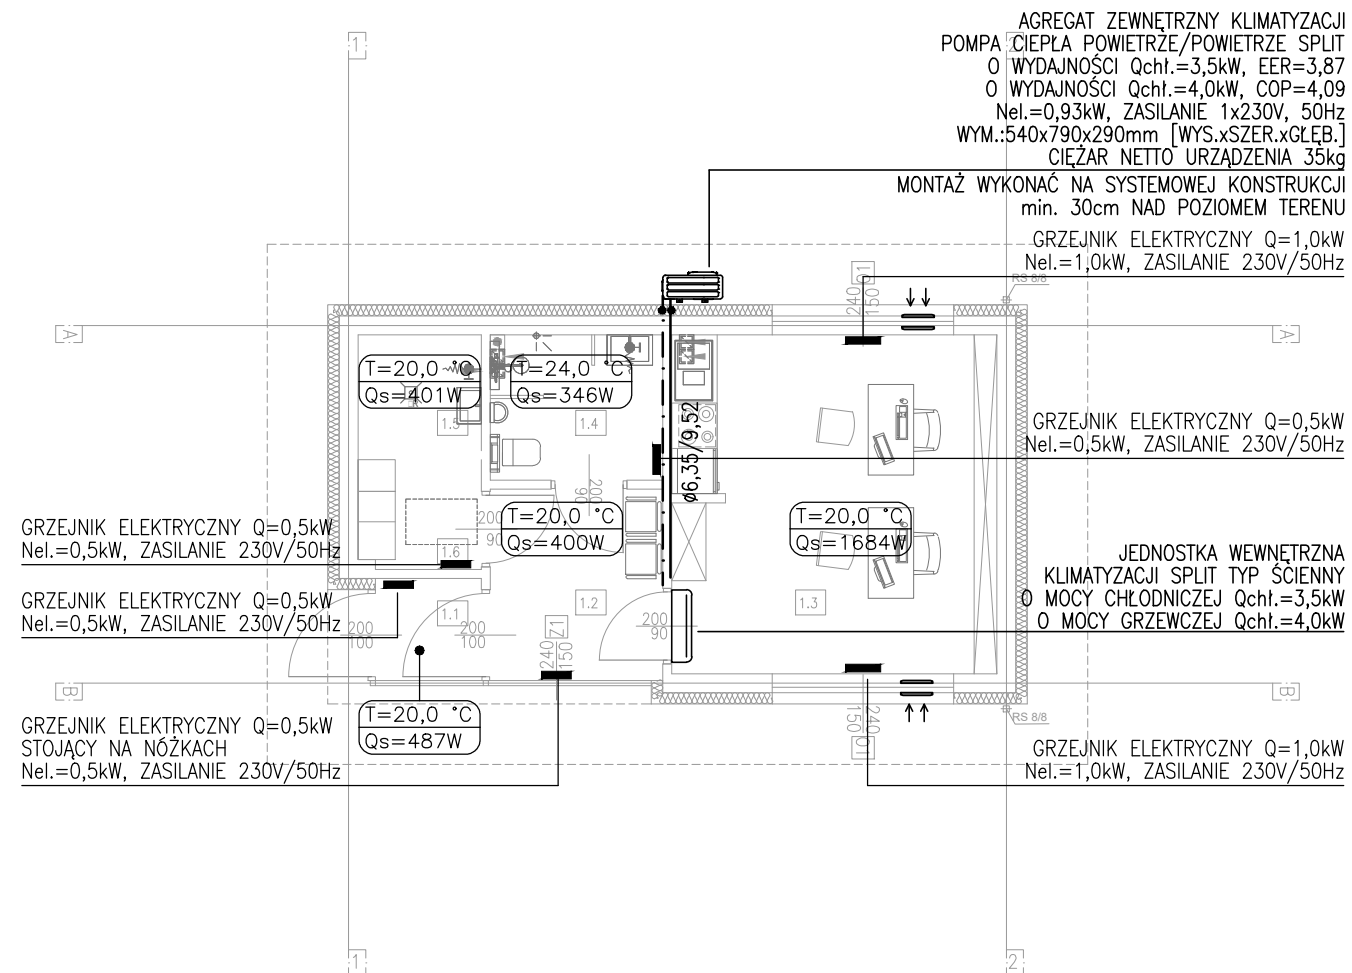 AGREGAT ZEWNĘTRZNY KLIMATYZACJI
POMPA CIEPŁA POWIETRZE/POWIETRZE SPLIT
O WYDAJNOŚCI Qchł.=3,5kW, EER=3,87
O WYDAJNOŚCI Qchł.=4,0kW, COP=4,09
Nel.=0,93kW, ZASILANIE 1x230V, 50Hz
WYM.:540x790x290mm [WYS.xSZER.xGŁĘB.]
CIĘŻAR NETTO URZĄDZENIA 35kg
MONTAŻ WYKONAĆ NA SYSTEMOWEJ KONSTRUKCJI
min. 30cm NAD POZIOMEM TERENU
1
2
GRZEJNIK ELEKTRYCZNY Q=1,0kW
Nel.=1,0kW, ZASILANIE 230V/50Hz
RS 8/8
O1
240
150
A
A
T=20,0 °C
Qs=401W
T=24,0 °C
Qs=346W
1.5
1.4
ø6,35/9,52
GRZEJNIK ELEKTRYCZNY Q=0,5kW
Nel.=0,5kW, ZASILANIE 230V/50Hz
200
90
T=20,0 °C
Qs=400W
T=20,0 °C
Qs=1684W
GRZEJNIK ELEKTRYCZNY Q=0,5kW
Nel.=0,5kW, ZASILANIE 230V/50Hz
200
90
1.6
JEDNOSTKA WEWNĘTRZNA
KLIMATYZACJI SPLIT TYP ŚCIENNY
O MOCY CHŁODNICZEJ Qchł.=3,5kW
O MOCY GRZEWCZEJ Qchł.=4,0kW
GRZEJNIK ELEKTRYCZNY Q=0,5kW
Nel.=0,5kW, ZASILANIE 230V/50Hz
1.1
1.2
1.3
200
100
200
100
200
90
Z1
240
150
B
B
T=20,0 °C
Qs=487W
RS 8/8
240
150
O1
GRZEJNIK ELEKTRYCZNY Q=0,5kW
STOJĄCY NA NÓŻKACH
Nel.=0,5kW, ZASILANIE 230V/50Hz
GRZEJNIK ELEKTRYCZNY Q=1,0kW
Nel.=1,0kW, ZASILANIE 230V/50Hz
1
2